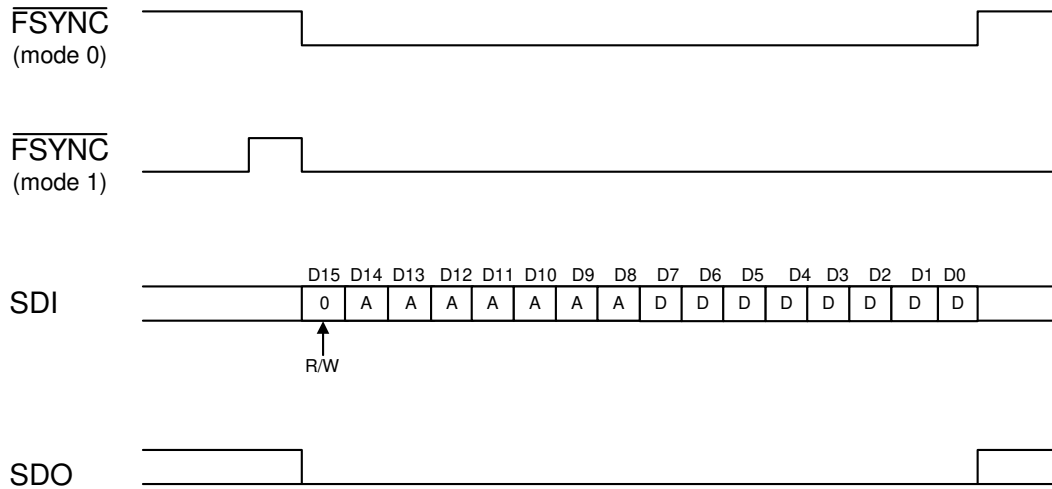 FSYNC
(mode 0)
FSYNC
(mode 1)
D15 D14 D13 D12 D11 D10 D9 D8 D7 D6 D5 D4 D3 D2 D1 D0
SDI 0 A A A A A A A D D D D D D D D
R/W
SDO